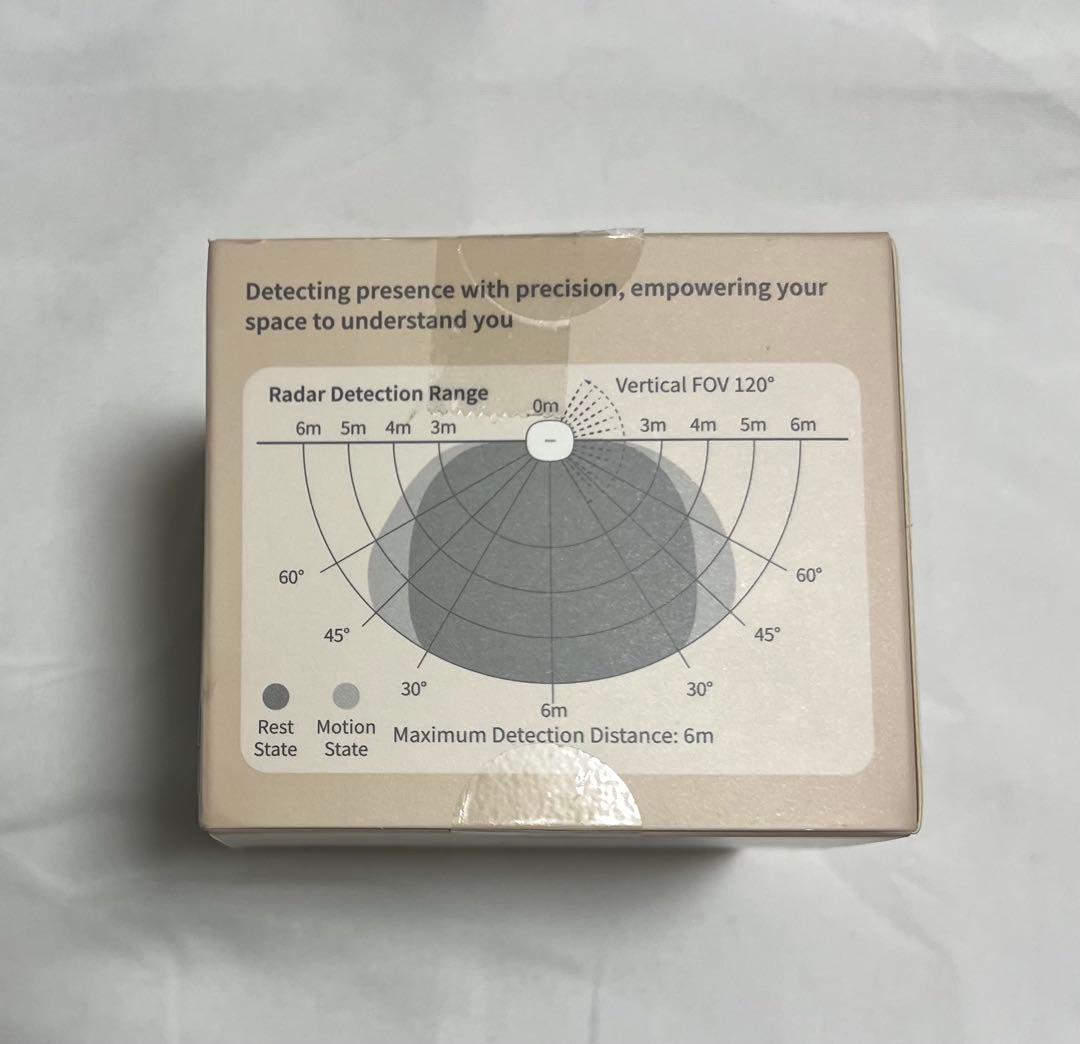 Detecting presence with precision, empowering your
space to understand you
Radar Detection Range
Vertical FOV 120°
0m
6m 5m 4m 3m
3m 4m 5m 6m
60°
60°
45°
45°
30°
30°
6m
Rest
State
Motion
State
Maximum Detection Distance: 6m